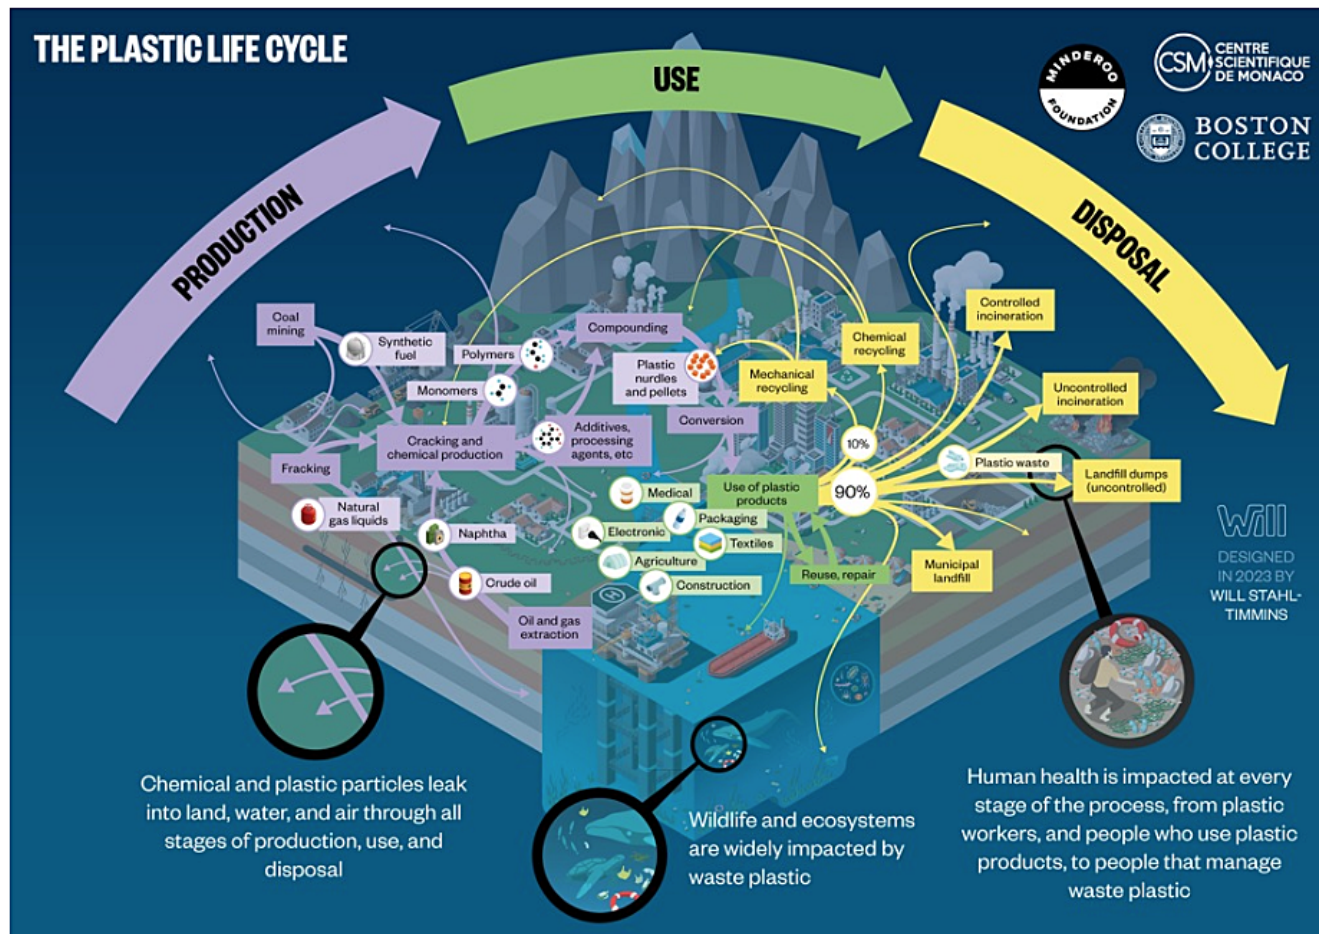 THE PLASTIC LIFE CYCLE
PRODUCTION
USE
DISPOSAL
MINDEROO
FOUNDATION
CSM
CENTRE
SCIENTIFIQUE
DE MONACO
BOSTON
COLLEGE
Coal
mining
Synthetic
fuel
Polymers
Monomers
Compounding
Plastic
nurdles
and pellets
Mechanical
recycling
Chemical
recycling
Controlled
incineration
Uncontrolled
incineration
Fracking
Cracking and
chemical production
Additives,
processing
agents, etc
Conversion
10%
Plastic waste
Landfill dumps
(uncontrolled)
Natural
gas liquids
Naphtha
Crude oil
Oil and gas
extraction
Medical
Packaging
Electronic
Textiles
Agriculture
Construction
Use of plastic
products
90%
Reuse, repair
Municipal
landfill
Will
DESIGNED
IN 2023 BY
WILL STAHL-
TIMMINS
H
Chemical and plastic particles leak
into land, water, and air through all
stages of production, use, and
disposal
Wildlife and ecosystems
are widely impacted by
waste plastic
Human health is impacted at every
stage of the process, from plastic
workers, and people who use plastic
products, to people that manage
waste plastic